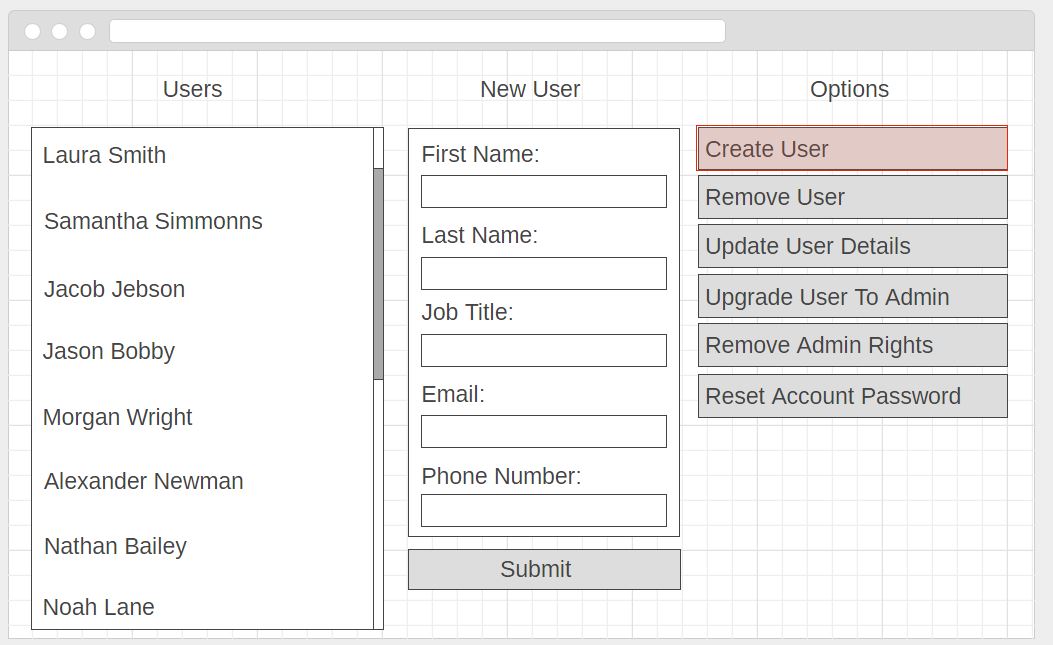 Users
Laura Smith
Samantha Simmonns
Jacob Jebson
Jason Bobby
Morgan Wright
Alexander Newman
Nathan Bailey
Noah Lane
New User
First Name:
Last Name:
Job Title:
Email:
Phone Number:
Submit
Options
Create User
Remove User
Update User Details
Upgrade User To Admin
Remove Admin Rights
Reset Account Password